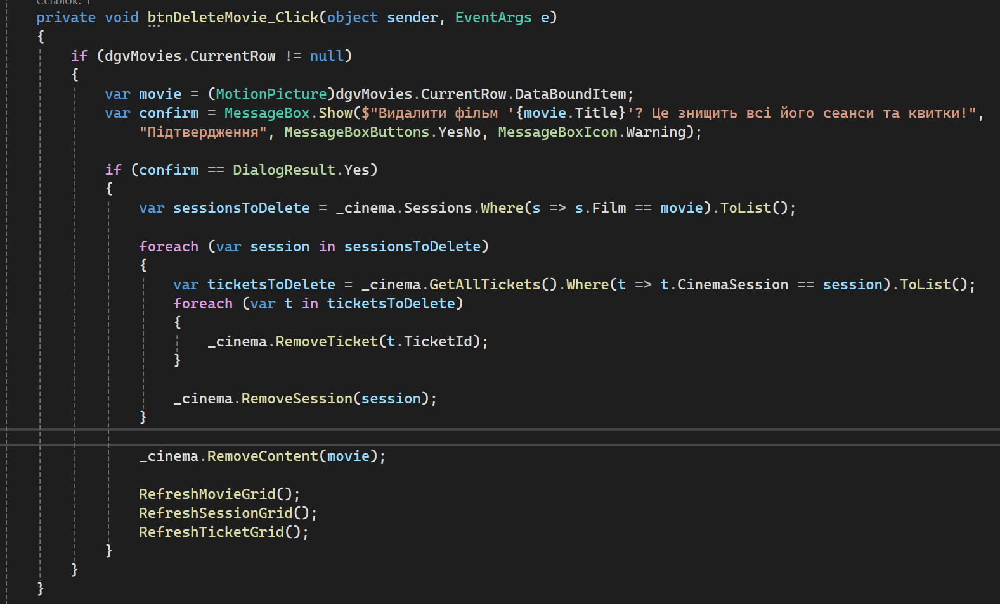 Ссылок: 1
private void btnDeleteMovie_Click(object sender, EventArgs e)
{
if (dgvMovies.CurrentRow != null)
{
var movie = (MotionPicture)dgvMovies.CurrentRow.DataBoundItem;
var confirm = MessageBox.Show($"Видалити фільм '{movie.Title}'? Це знищить всі його сеанси та квитки!",
"Підтвердження", MessageBoxButtons.YesNo, MessageBoxIcon.Warning);
if (confirm == DialogResult.Yes)
{
var sessionsToDelete = _cinema.Sessions.Where(s => s.Film == movie).ToList();
foreach (var session in sessionsToDelete)
{
var ticketsToDelete = _cinema.GetAllTickets().Where(t => t.CinemaSession == session).ToList();
foreach (var t in ticketsToDelete)
{
_cinema.RemoveTicket(t.TicketId);
}
_cinema.RemoveSession(session);
}
_cinema.RemoveContent(movie);
RefreshMovieGrid();
RefreshSessionGrid();
RefreshTicketGrid();
}
}
}